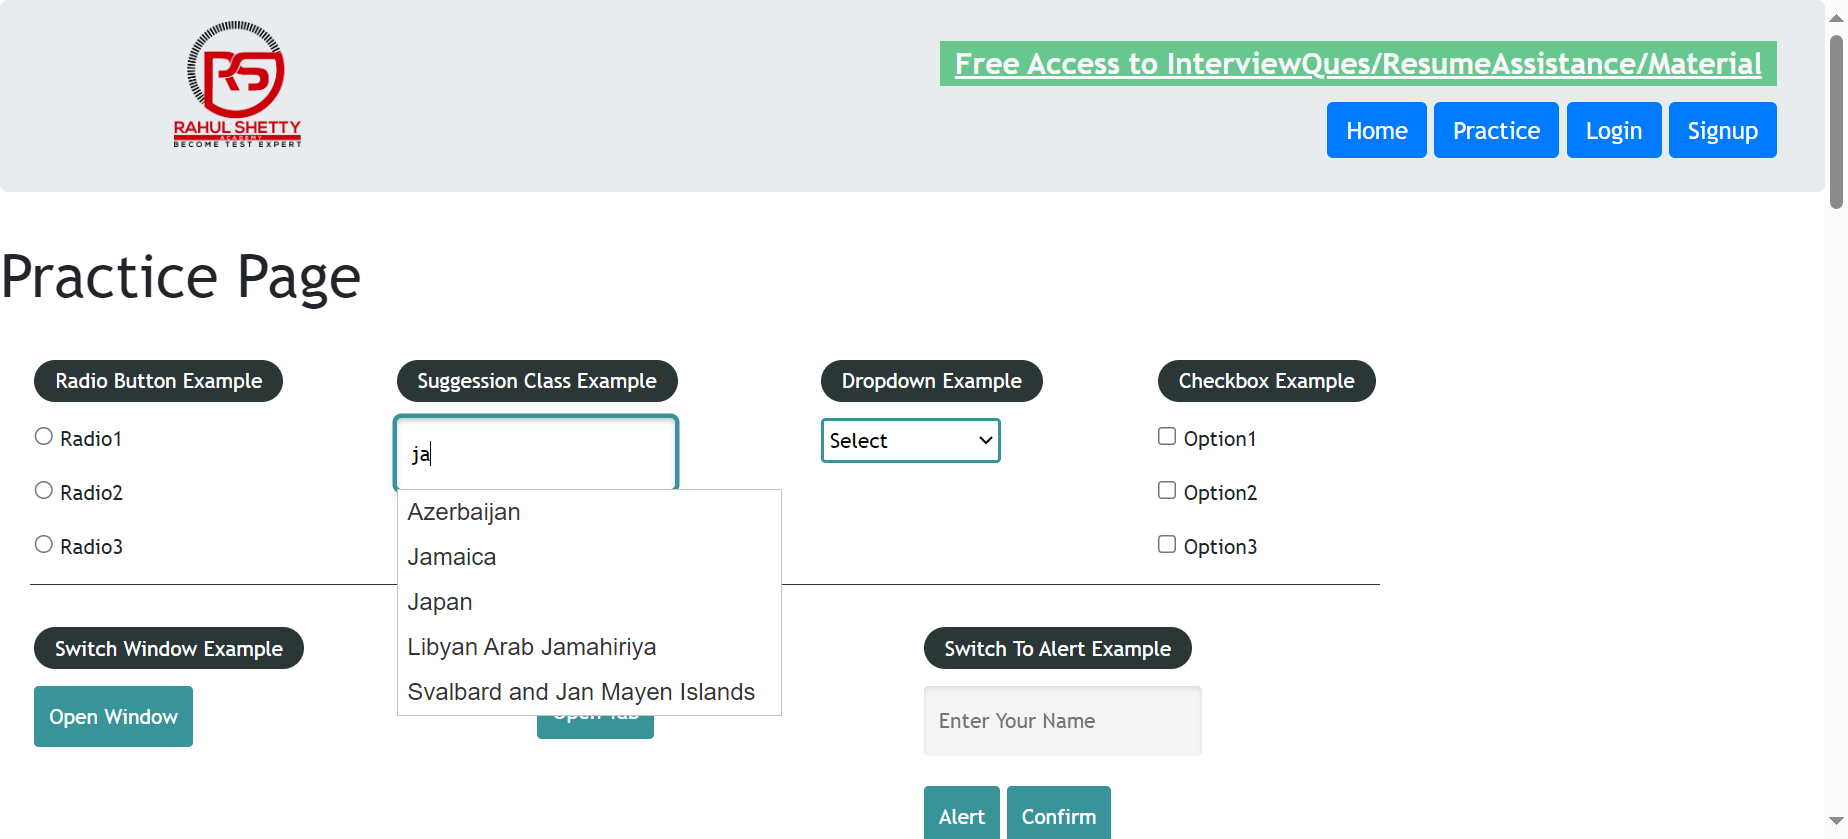 RS
RAHUL SHETTY
ACADEMY
BECOME TEST EXPERT
Free Access to InterviewQues/ResumeAssistance/Material
Home Practice Login Signup
Practice Page
Radio Button Example
Radio1
Radio2
Radio3
Suggession Class Example
ja
Azerbaijan
Jamaica
Japan
Libyan Arab Jamahiriya
Svalbard and Jan Mayen Islands
Dropdown Example
Select
Checkbox Example
Option1
Option2
Option3
Switch Window Example
Open Window
Open Tab
Switch To Alert Example
Enter Your Name
Alert Confirm